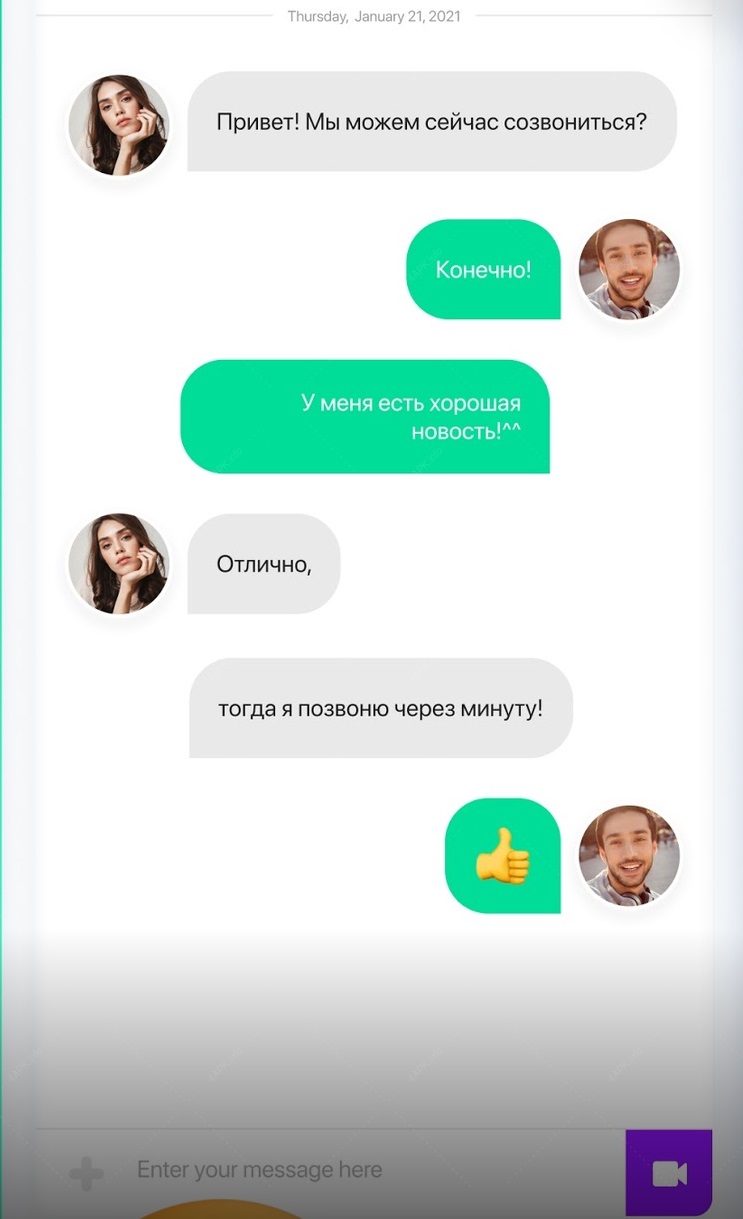 Thursday, January 21, 2021
Привет! Мы можем сейчас созвониться?
Конечно!
У меня есть хорошая
новость!^^
Отлично,
тогда я позвоню через минуту!
👍
Enter your message here